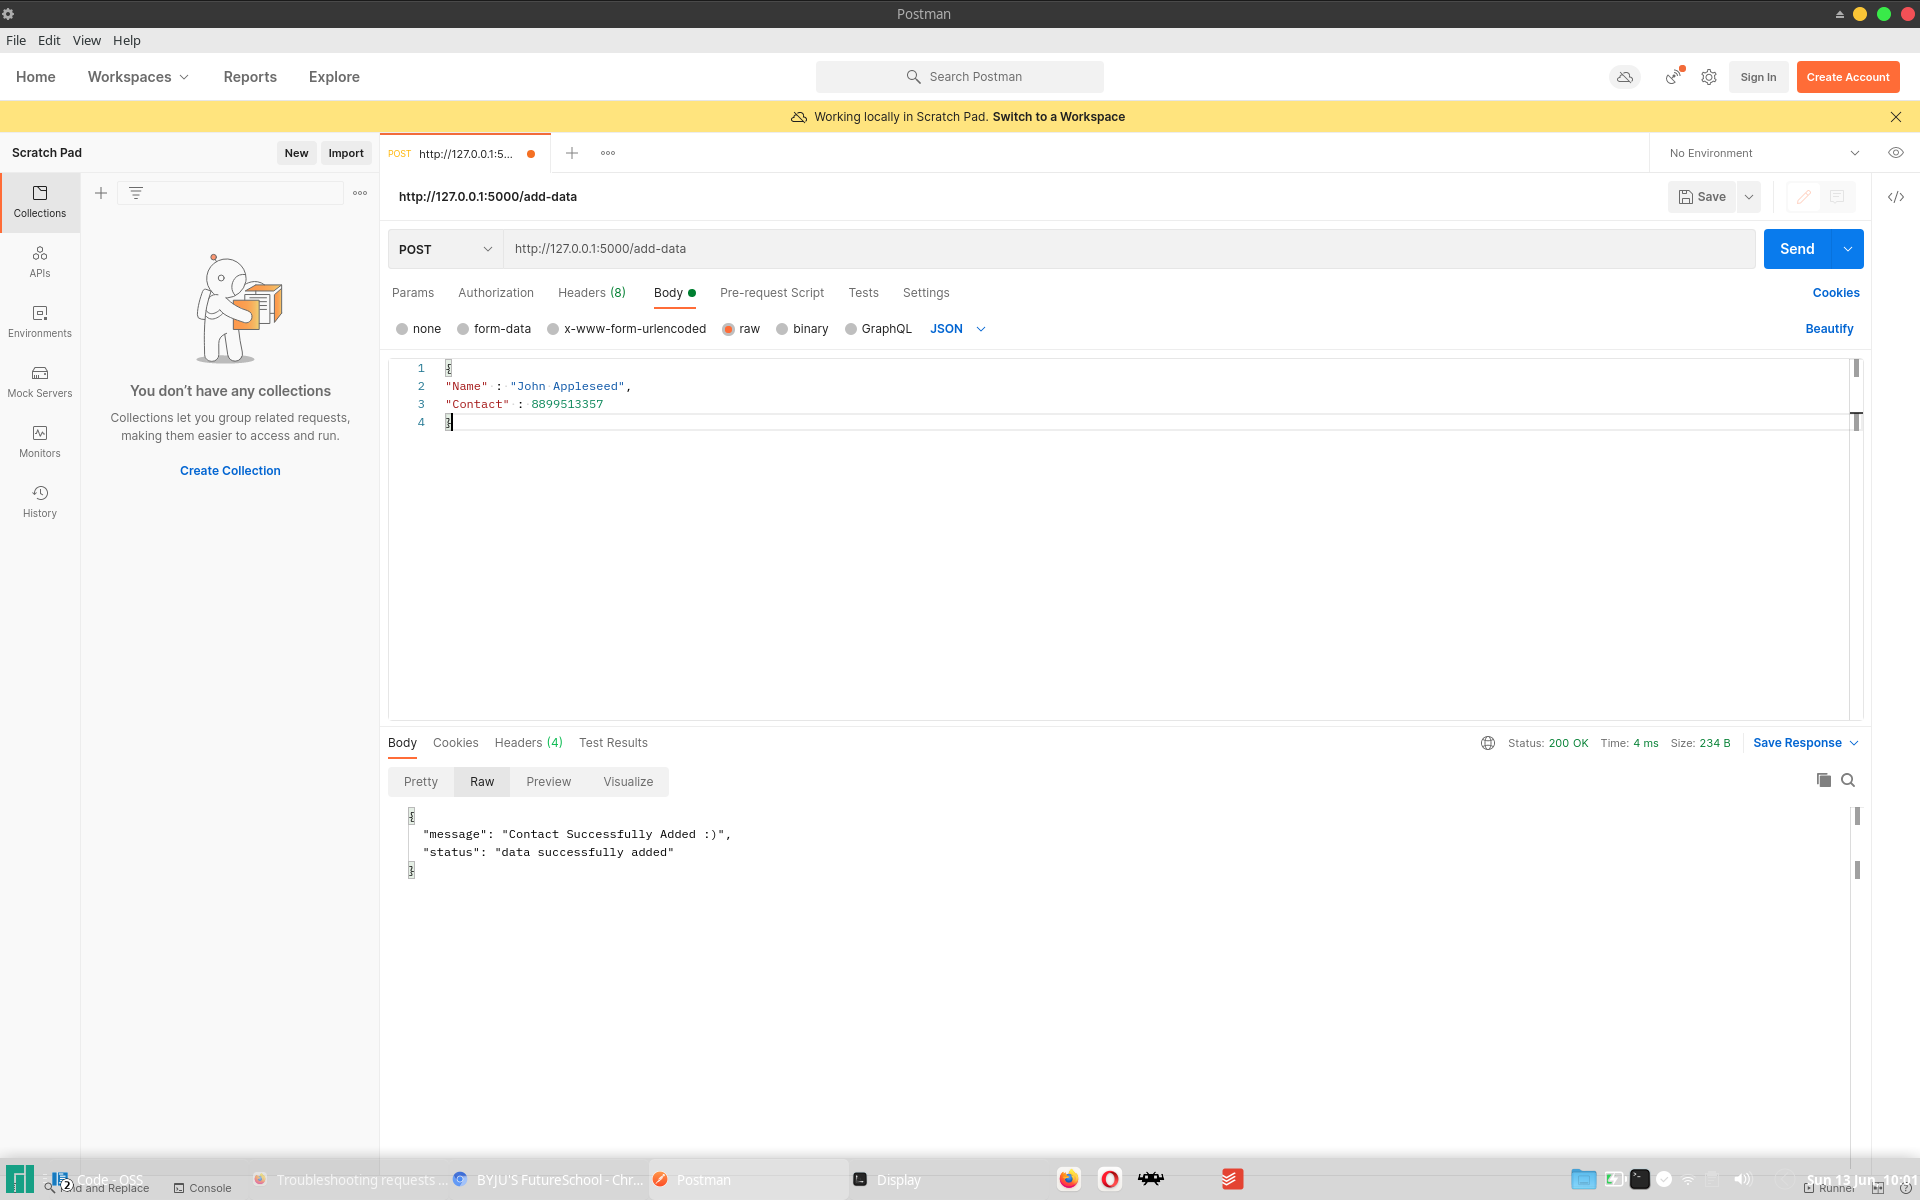 Postman
File Edit View Help
Home Workspaces Reports Explore Search Postman Sign In Create Account
Working locally in Scratch Pad. Switch to a Workspace
Scratch Pad New Import POST http://127.0.0.1:5... No Environment
http://127.0.0.1:5000/add-data Save
Collections
APIs
Environments
Mock Servers
Monitors
History
You don't have any collections
Collections let you group related requests,
making them easier to access and run.
Create Collection
POST http://127.0.0.1:5000/add-data Send
Params Authorization Headers (8) Body Pre-request Script Tests Settings Cookies
none form-data x-www-form-urlencoded raw binary GraphQL JSON Beautify
1 {
2 "Name" : "John Appleseed",
3 "Contact" : 8899513357
4 }
Body Cookies Headers (4) Test Results Status: 200 OK Time: 4 ms Size: 234 B Save Response
Pretty Raw Preview Visualize
{
"message": "Contact Successfully Added :)",
"status": "data successfully added"
}
2 Code - OSS Troubleshooting requests ... BYJU'S FutureSchool - Chr... Postman Display Sun 13 Jun, 10:01
Find and Replace Console Runner